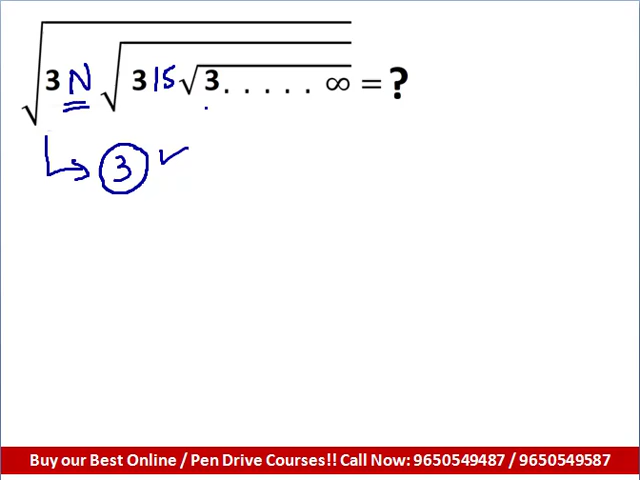 √3 N √3 15 √3. . . . . ∞ = ?
3 ✓
Buy our Best Online / Pen Drive Courses!! Call Now: 9650549487 / 9650549587